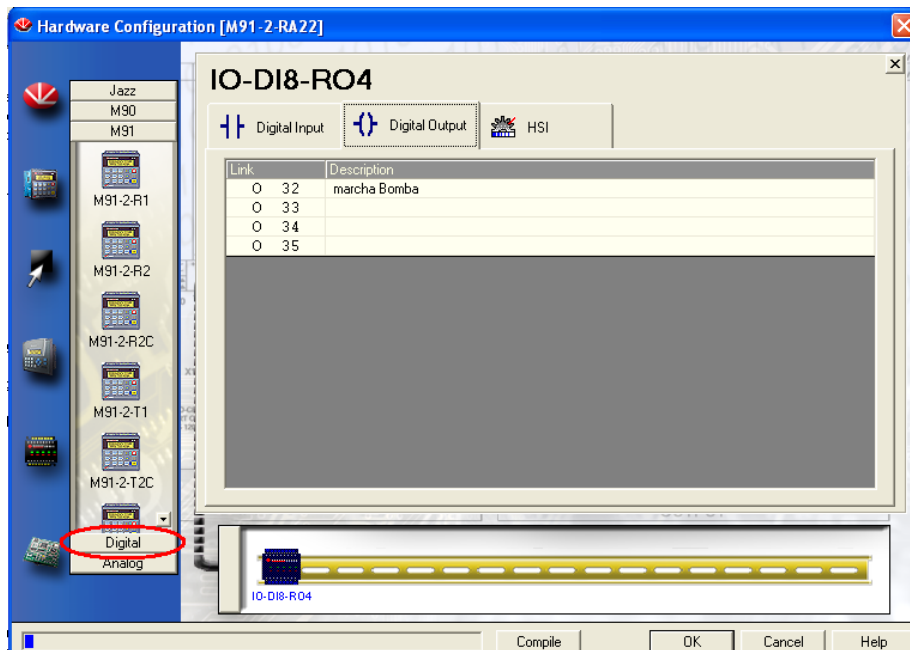 Hardware Configuration [M91-2-RA22]
IO-DI8-RO4
Jazz
M90
M91
M91-2-R1
M91-2-R2
M91-2-R2C
M91-2-T1
M91-2-T2C
Digital
Analog
Digital Input
Digital Output
HSI
Link Description
O 32 marcha Bomba
O 33
O 34
O 35
IO-DI8-RO4
Compile OK Cancel Help